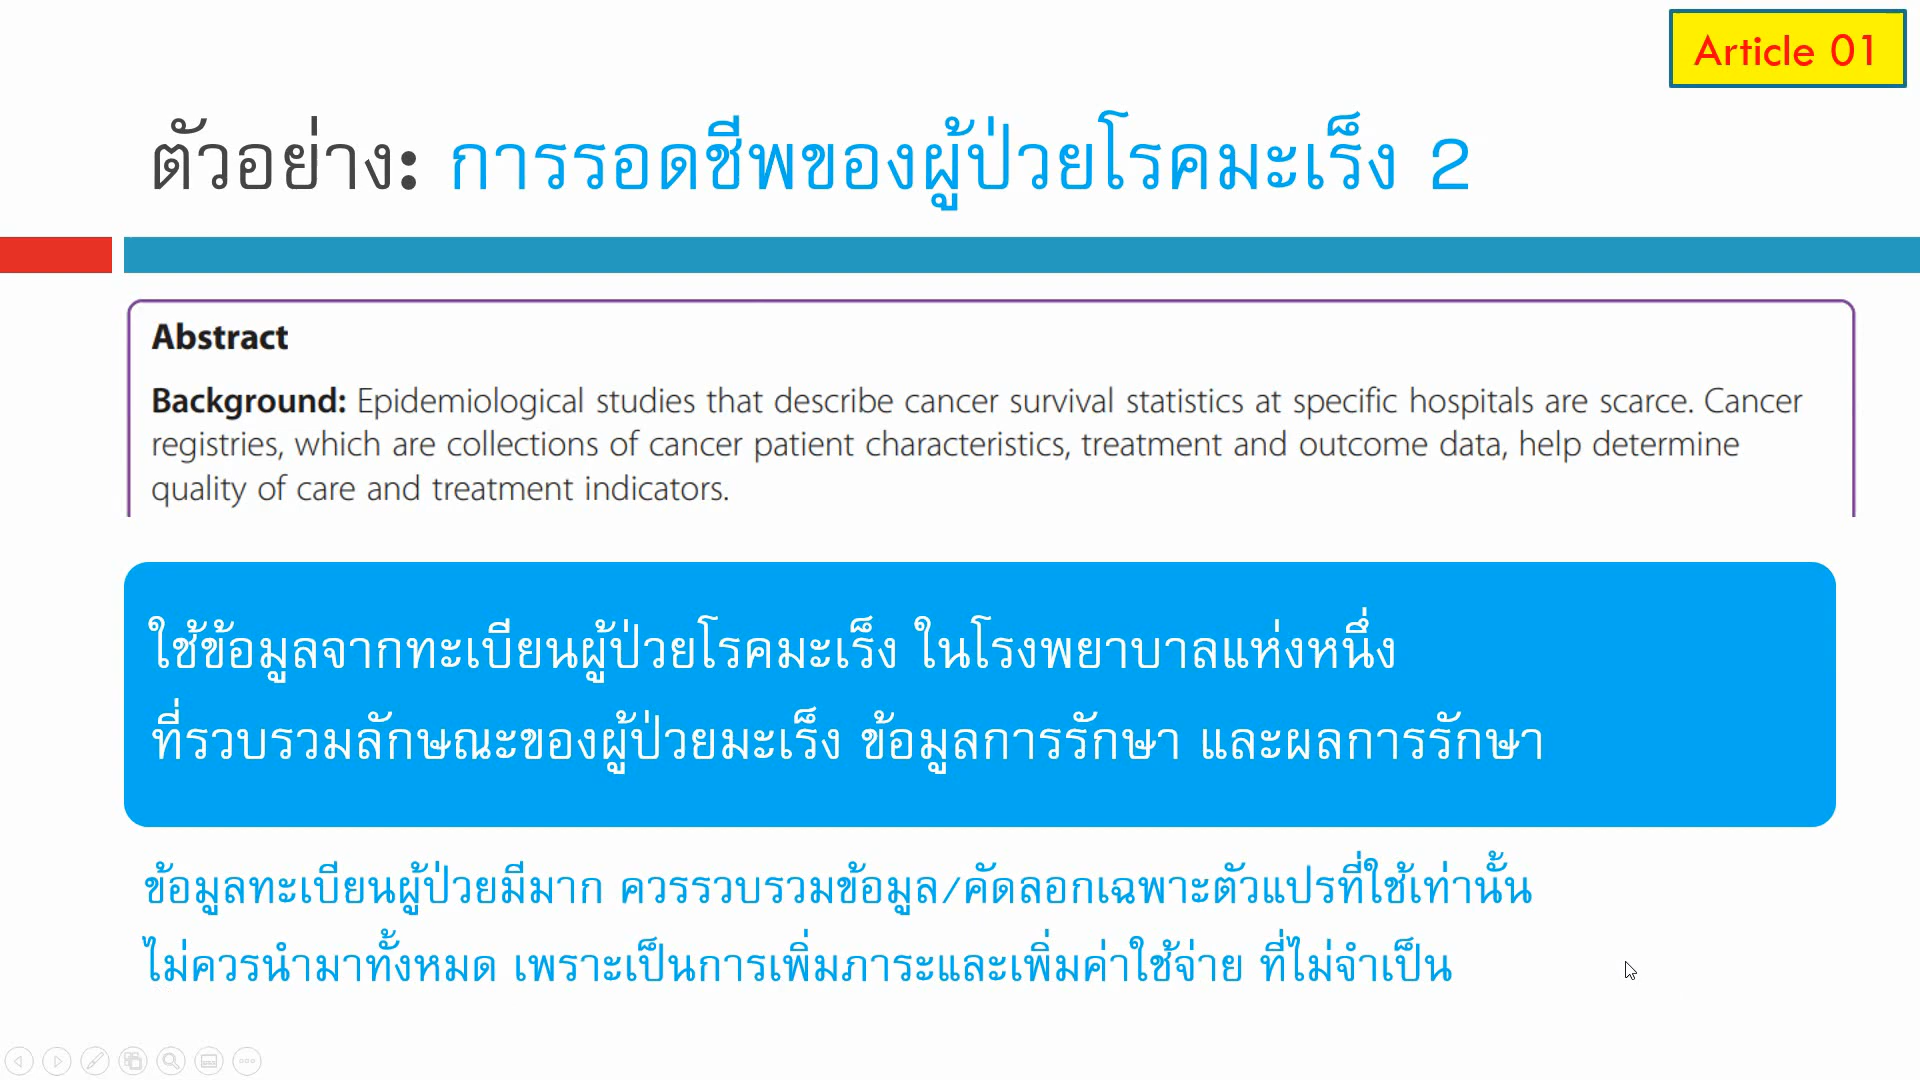 Article 01
ตัวอย่าง: การรอดชีพของผู้ป่วยโรคมะเร็ง 2
Abstract
Background: Epidemiological studies that describe cancer survival statistics at specific hospitals are scarce. Cancer
registries, which are collections of cancer patient characteristics, treatment and outcome data, help determine
quality of care and treatment indicators.
ใช้ข้อมูลจากทะเบียนผู้ป่วยโรคมะเร็ง ในโรงพยาบาลแห่งหนึ่ง
ที่รวบรวมลักษณะของผู้ป่วยมะเร็ง ข้อมูลการรักษา และผลการรักษา
ข้อมูลทะเบียนผู้ป่วยมีมาก ควรรวบรวมข้อมูล/คัดลอกเฉพาะตัวแปรที่ใช้เท่านั้น
ไม่ควรนำมาทั้งหมด เพราะเป็นการเพิ่มภาระและเพิ่มค่าใช้จ่าย ที่ไม่จำเป็น